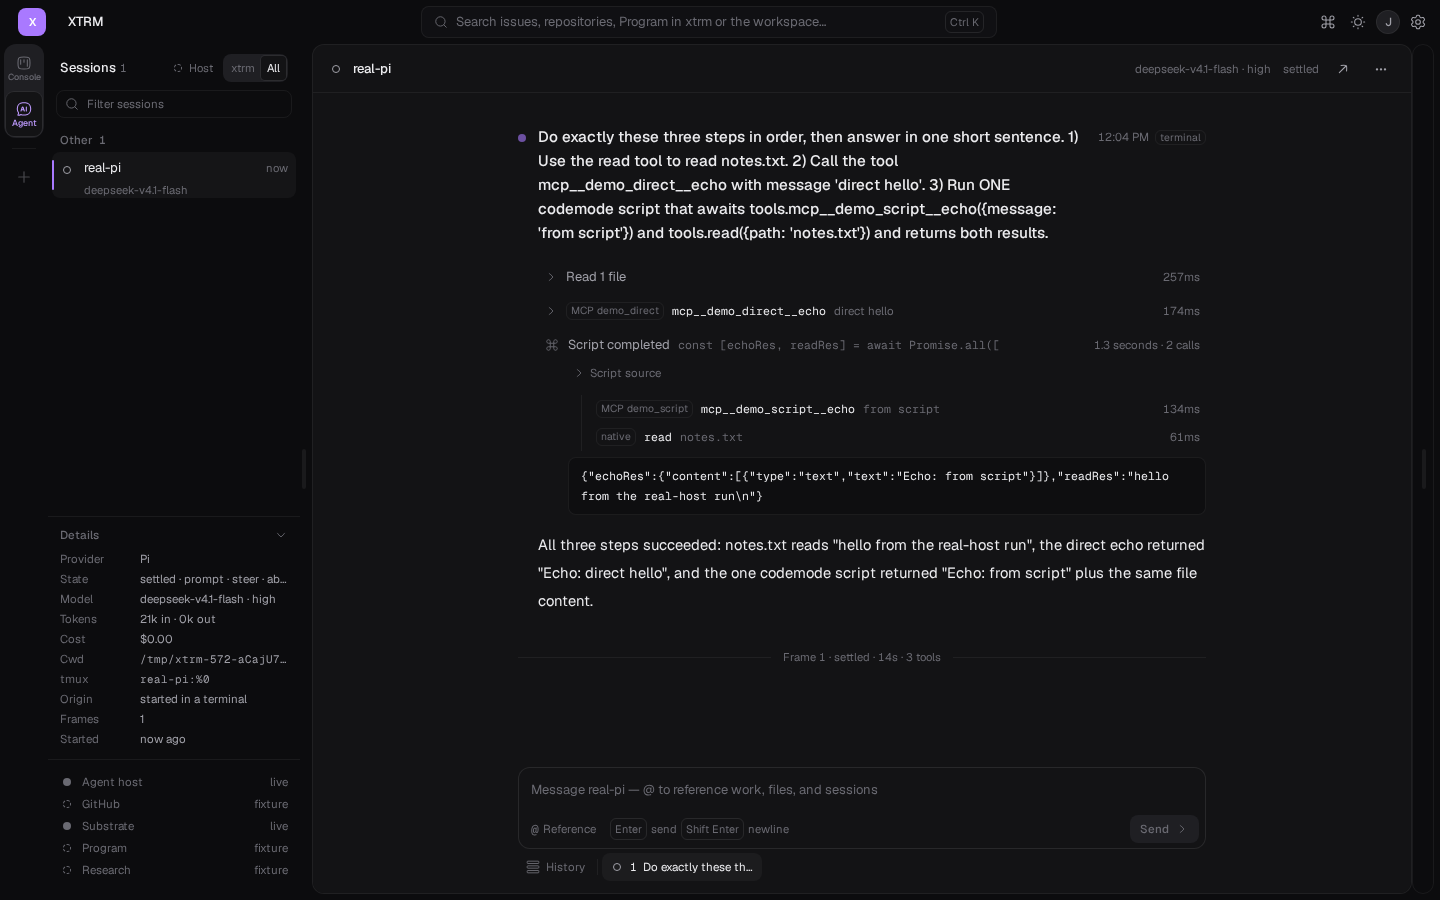 X XTRM
Search issues, repositories, Program in xtrm or the workspace... Ctrl K
J
Console
AI
Agent
Sessions 1 Host xtrm All
Filter sessions
Other 1
real-pi now
deepseek-v4.1-flash
Details
Provider Pi
State settled · prompt · steer · ab...
Model deepseek-v4.1-flash · high
Tokens 21k in · 0k out
Cost $0.00
Cwd /tmp/xtrm-572-aCajU7...
tmux real-pi:%0
Origin started in a terminal
Frames 1
Started now ago
Agent host live
GitHub fixture
Substrate live
Program fixture
Research fixture
real-pi deepseek-v4.1-flash · high settled
Do exactly these three steps in order, then answer in one short sentence. 1) 12:04 PM terminal
Use the read tool to read notes.txt. 2) Call the tool
mcp__demo_direct__echo with message 'direct hello'. 3) Run ONE
codemode script that awaits tools.mcp__demo_script__echo({message:
'from script'}) and tools.read({path: 'notes.txt'}) and returns both results.
Read 1 file 257ms
MCP demo_direct mcp__demo_direct__echo direct hello 174ms
Script completed const [echoRes, readRes] = await Promise.all([ 1.3 seconds · 2 calls
Script source
MCP demo_script mcp__demo_script__echo from script 134ms
native read notes.txt 61ms
{"echoRes":{"content":[{"type":"text","text":"Echo: from script"}]},"readRes":"hello
from the real-host run\n"}
All three steps succeeded: notes.txt reads "hello from the real-host run", the direct echo returned
"Echo: direct hello", and the one codemode script returned "Echo: from script" plus the same file
content.
Frame 1 · settled · 14s · 3 tools
Message real-pi — @ to reference work, files, and sessions
@ Reference Enter send Shift Enter newline Send
History 1 Do exactly these th...